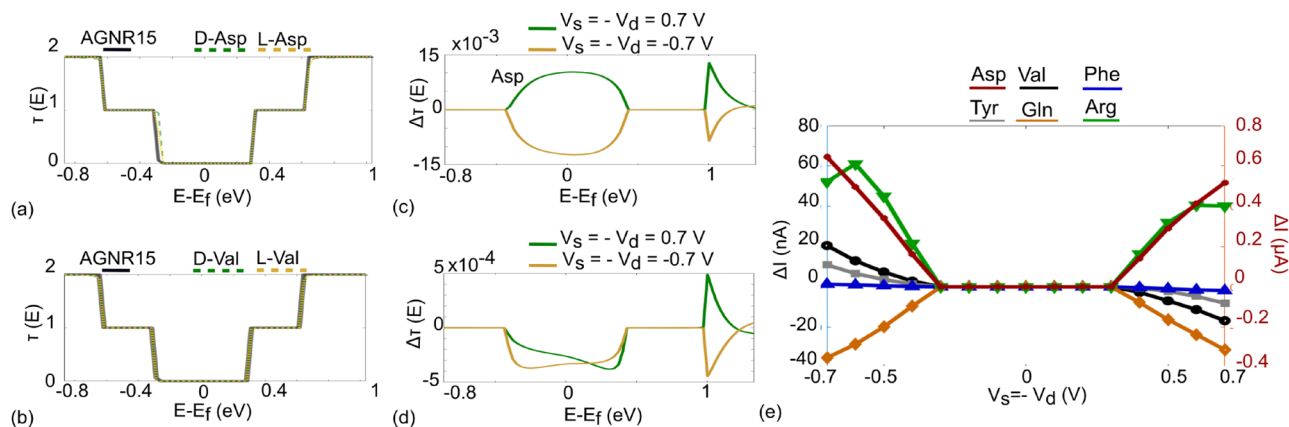 AGNR15 D-Asp L-Asp
2
1
0
τ (E)
-0.8 -0.4 0 0.4 1
E-Ef (eV)
(a)
AGNR15 D-Val L-Val
2
1
0
τ (E)
-0.8 -0.4 0 0.4 1
E-Ef (eV)
(b)
Vs = - Vd = 0.7 V
Vs = - Vd = -0.7 V
x10-3
15
0
-15
Δτ (E)
Asp
-0.8 0 1
E-Ef (eV)
(c)
Vs = - Vd = 0.7 V
Vs = - Vd = -0.7 V
5 x10-4
0
-5
Δτ (E)
-0.8 0 1
E-Ef (eV)
(d)
Asp Val Phe
Tyr Gln Arg
80
60
40
20
0
-20
-40
ΔI (nA)
0.8
0.6
0.4
0.2
0
-0.2
-0.4
ΔI (μA)
-0.7 -0.5 0 0.5 0.7
Vs=- Vd (V)
(e)